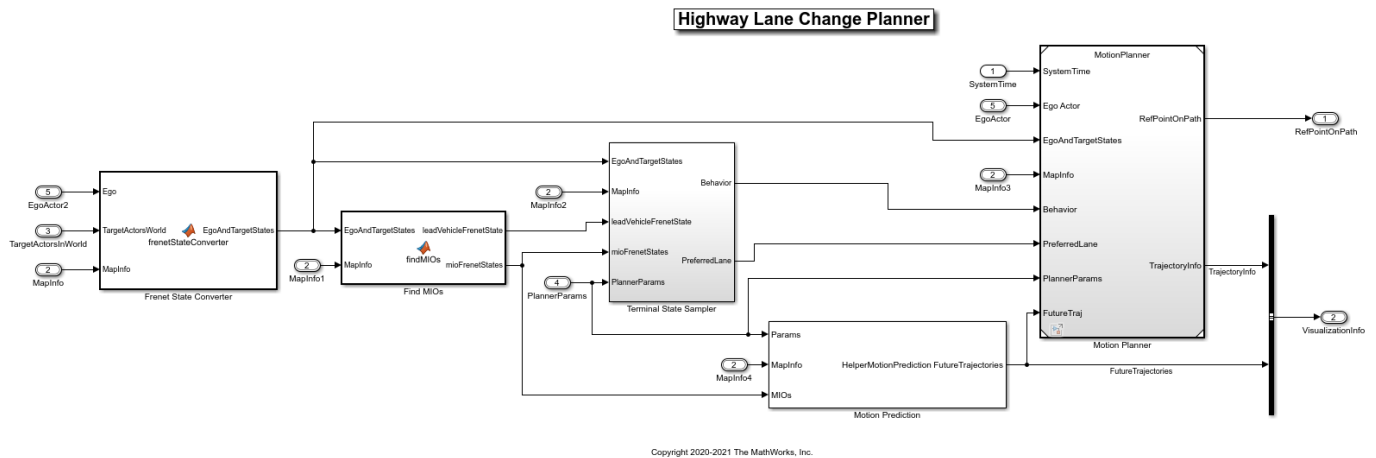 Highway Lane Change Planner
5
EgoActor2
3
TargetActorsInWorld
2
MapInfo
Ego
TargetActorsWorld
MapInfo
frenetStateConverter
EgoAndTargetStates
Frenet State Converter
2
MapInfo1
EgoAndTargetStates
MapInfo
findMIOs
leadVehicleFrenetState
mioFrenetStates
Find MIOs
2
MapInfo2
4
PlannerParams
EgoAndTargetStates
MapInfo
leadVehicleFrenetState
mioFrenetStates
PlannerParams
Behavior
PreferredLane
Terminal State Sampler
2
MapInfo4
Params
MapInfo
MIOs
HelperMotionPrediction
FutureTrajectories
Motion Prediction
1
SystemTime
5
EgoActor
2
MapInfo3
MotionPlanner
SystemTime
Ego Actor
EgoAndTargetStates
MapInfo
Behavior
PreferredLane
PlannerParams
FutureTraj
RefPointOnPath
TrajectoryInfo
Motion Planner
TrajectoryInfo
FutureTrajectories
1
RefPointOnPath
2
VisualizationInfo
Copyright 2020-2021 The MathWorks, Inc.